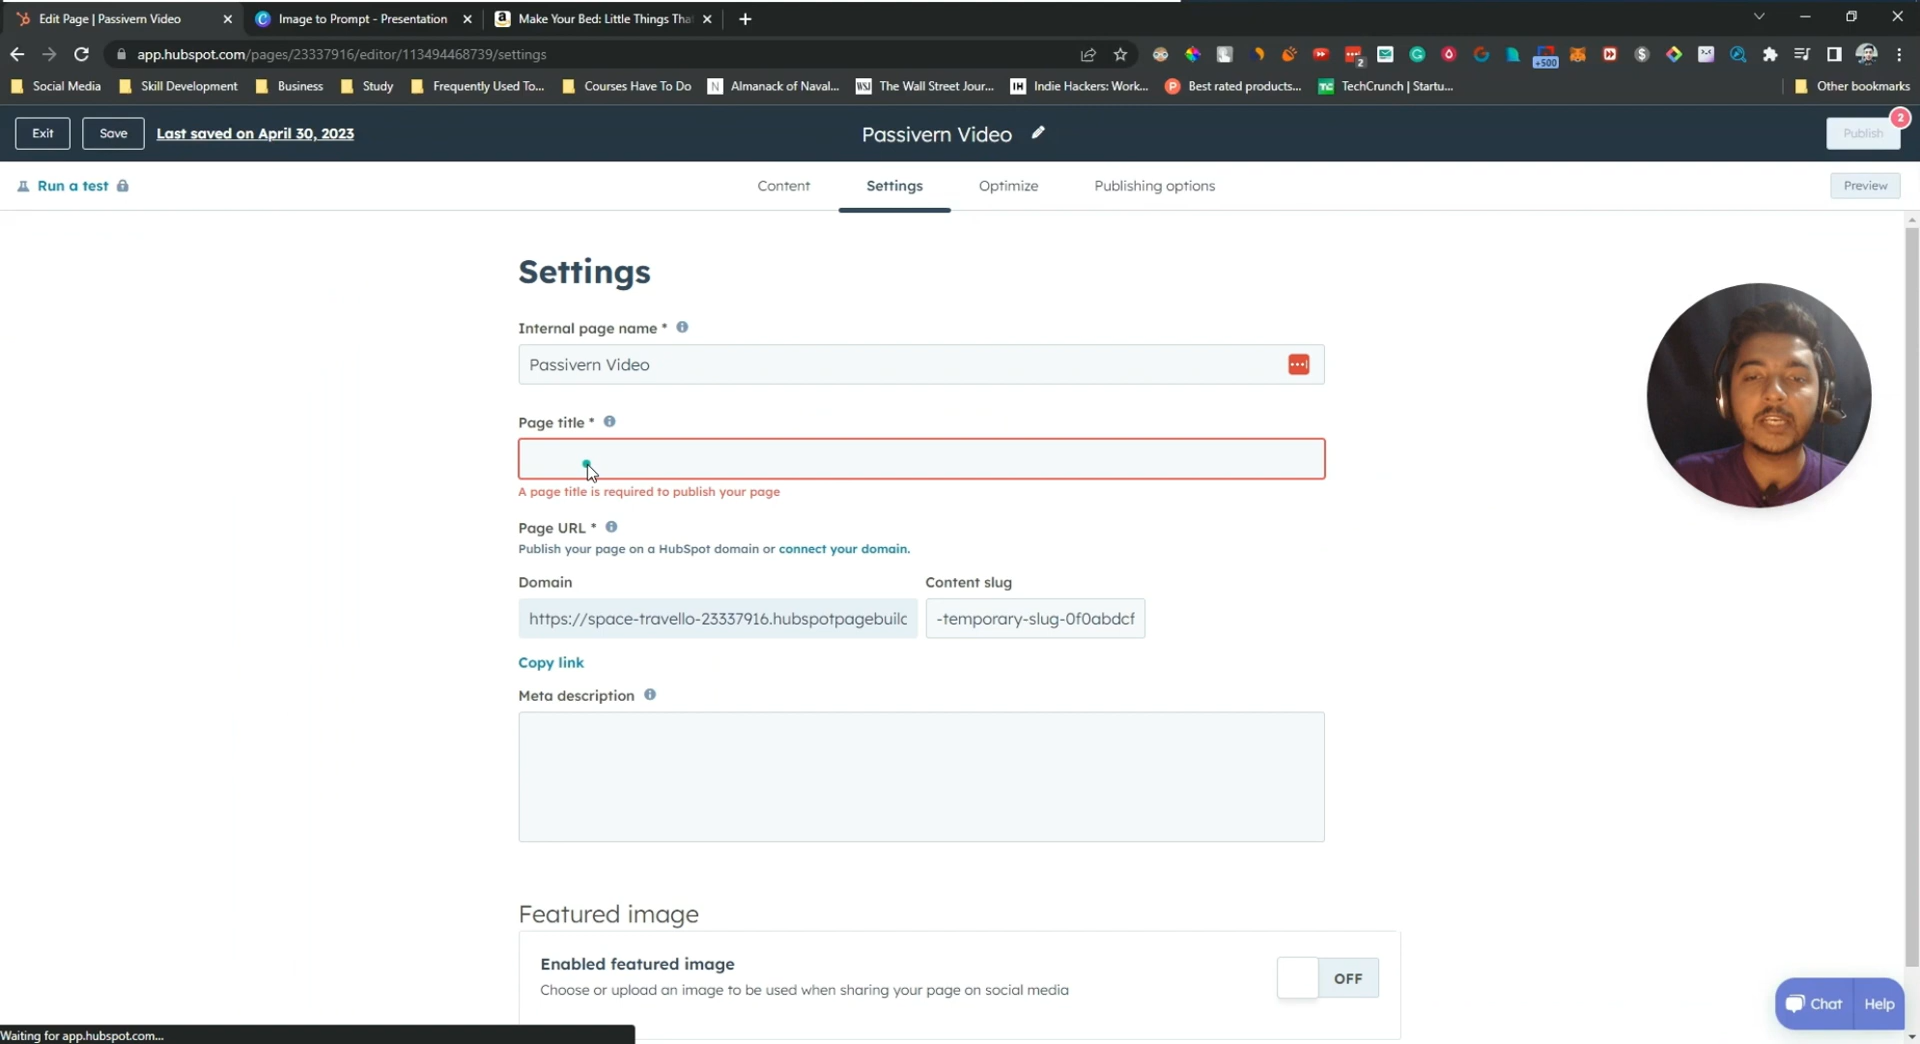 Edit Page | Passivern Video
Image to Prompt - Presentation
Make Your Bed: Little Things Tha
app.hubspot.com/pages/23337916/editor/113494468739/settings
2
+500
Social Media
Skill Development
Business
Study
Frequently Used To...
Courses Have To Do
N Almanack of Naval...
WSJ The Wall Street Jour...
IH Indie Hackers: Work...
P Best rated products...
TC TechCrunch | Startu...
Other bookmarks
Exit
Save
Last saved on April 30, 2023
Passivern Video
Publish
2
Run a test
Content
Settings
Optimize
Publishing options
Preview
Settings
Internal page name *
Passivern Video
Page title *
A page title is required to publish your page
Page URL *
Publish your page on a HubSpot domain or connect your domain.
Domain
Content slug
https://space-travello-23337916.hubspotpagebuilc
-temporary-slug-0f0abdcf
Copy link
Meta description
Featured image
Enabled featured image
Choose or upload an image to be used when sharing your page on social media
OFF
Chat
Help
Waiting for app.hubspot.com...